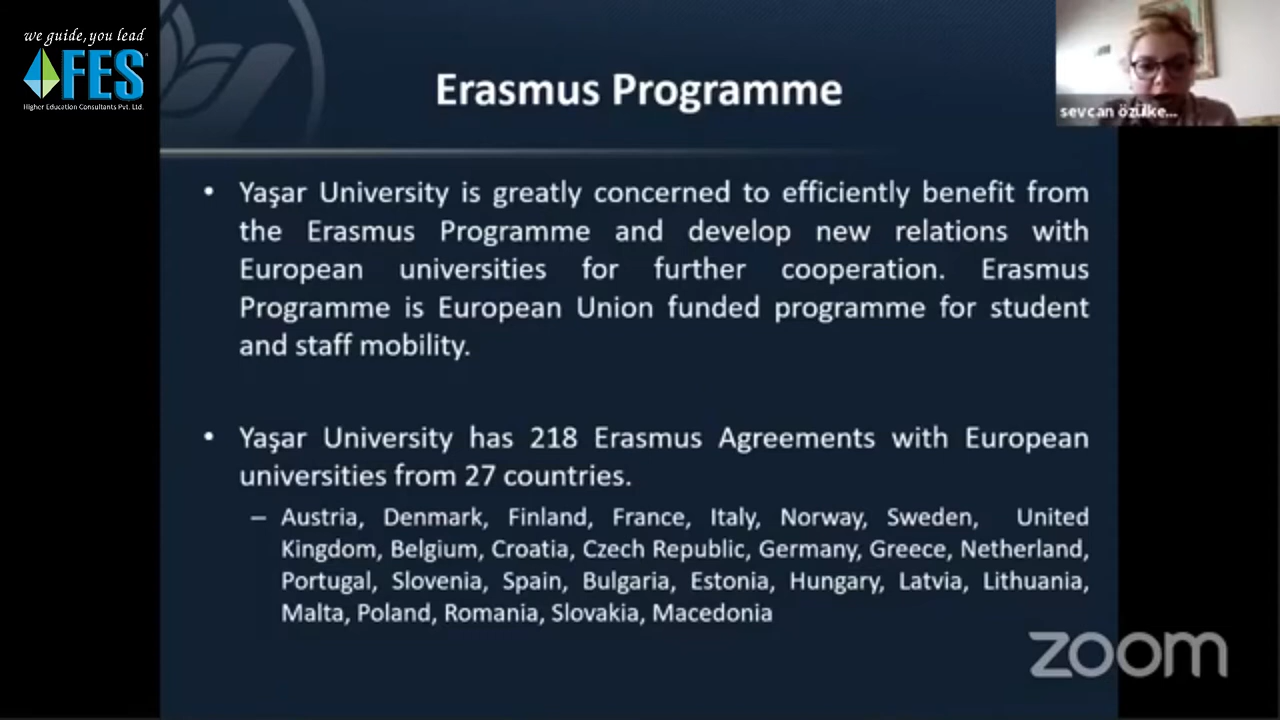 we guide, you lead
FES
Higher Education Consultants Pvt. Ltd.
Erasmus Programme
sevcan özülke...
• Yaşar University is greatly concerned to efficiently benefit from
the Erasmus Programme and develop new relations with
European universities for further cooperation. Erasmus
Programme is European Union funded programme for student
and staff mobility.
• Yaşar University has 218 Erasmus Agreements with European
universities from 27 countries.
– Austria, Denmark, Finland, France, Italy, Norway, Sweden, United
Kingdom, Belgium, Croatia, Czech Republic, Germany, Greece, Netherland,
Portugal, Slovenia, Spain, Bulgaria, Estonia, Hungary, Latvia, Lithuania,
Malta, Poland, Romania, Slovakia, Macedonia
zoom